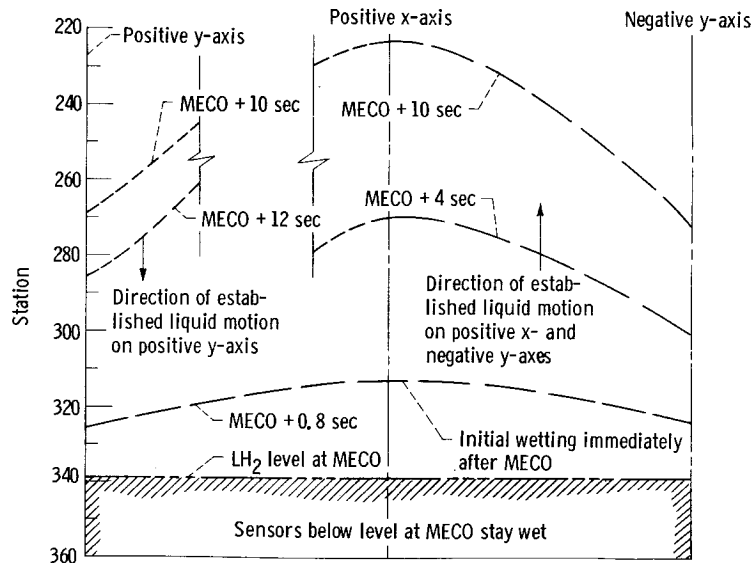 Positive x-axis
Negative y-axis
Positive y-axis
220
240
260
280
300
320
340
360
Station
MECO + 10 sec
MECO + 12 sec
MECO + 10 sec
MECO + 4 sec
Direction of estab-
lished liquid motion
on positive y-axis
Direction of estab-
lished liquid motion
on positive x- and
negative y-axes
MECO + 0.8 sec
Initial wetting immediately
after MECO
LH2 level at MECO
Sensors below level at MECO stay wet